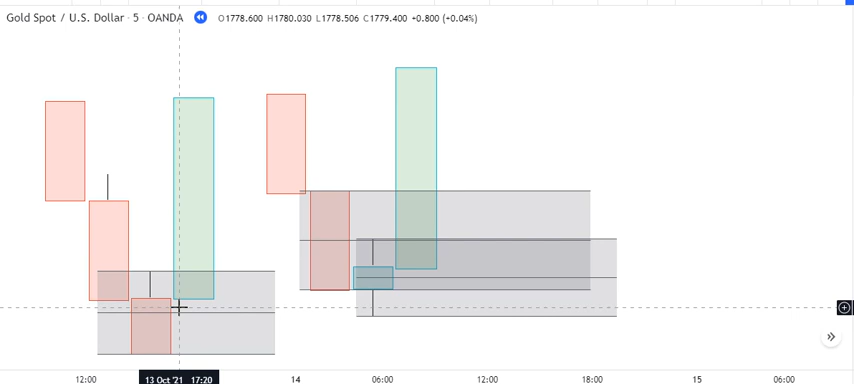 Gold Spot / U.S. Dollar · 5 · OANDA O1778.600 H1780.030 L1778.506 C1779.400 +0.800 (+0.04%)
12:00 13 Oct '21 17:20 14 06:00 12:00 18:00 15 06:00